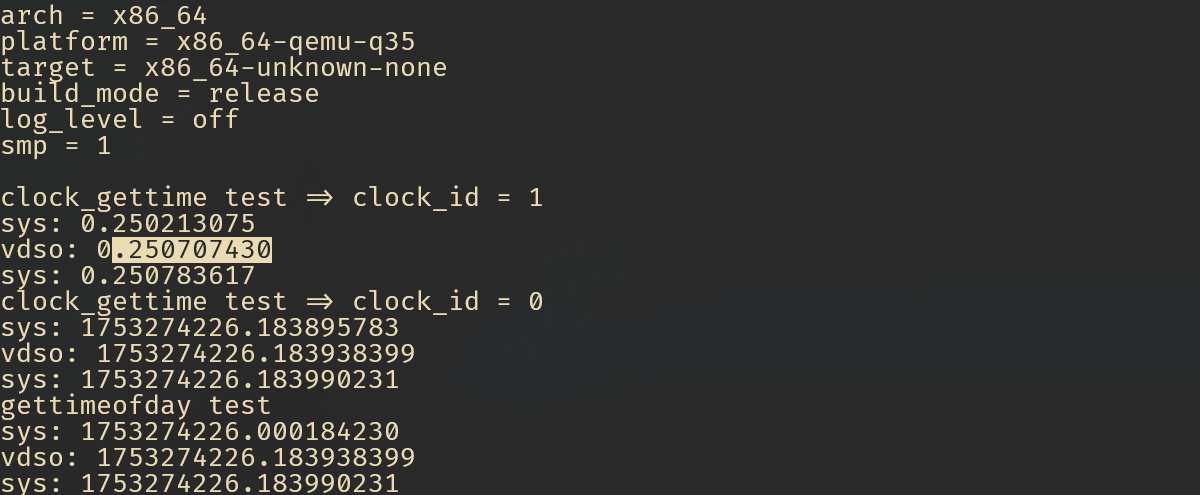 arch = x86_64
platform = x86_64-qemu-q35
target = x86_64-unknown-none
build_mode = release
log_level = off
smp = 1
clock_gettime test => clock_id = 1
sys: 0.250213075
vdso: 0.250707430
sys: 0.250783617
clock_gettime test => clock_id = 0
sys: 1753274226.183895783
vdso: 1753274226.183938399
sys: 1753274226.183990231
gettimeofday test
sys: 1753274226.000184230
vdso: 1753274226.183938399
sys: 1753274226.183990231